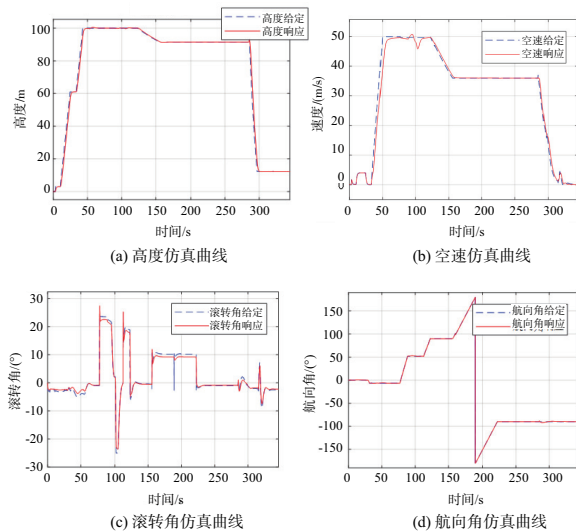 高度给定
高度响应
100
80
60
40
20
0
高度/m
0 50 100 150 200 250 300
时间/s
(a) 高度仿真曲线
空速给定
空速响应
50
40
30
20
10
0
0
速度/(m/s)
0 50 100 150 200 250 300
时间/s
(b) 空速仿真曲线
滚转角给定
滚转角响应
30
20
10
0
-10
-20
-30
滚转角/(°)
0 50 100 150 200 250 300
时间/s
(c) 滚转角仿真曲线
航向角给定
航向角响应
150
100
50
0
-50
-100
-150
航向角/(°)
0 50 100 150 200 250 300
时间/s
(d) 航向角仿真曲线